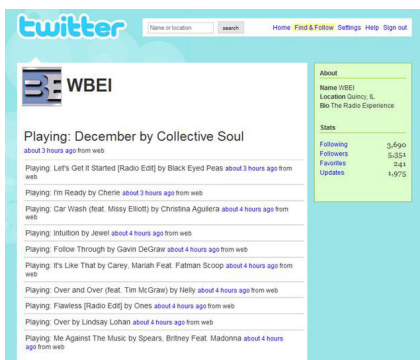 twitter
Name or location
search
Home Find & Follow Settings Help Sign out
BE WBEI
Playing: December by Collective Soul
about 3 hours ago from web
Playing: Let's Get It Started [Radio Edit] by Black Eyed Peas about 3 hours ago from
web
Playing: I'm Ready by Cherie about 3 hours ago from web
Playing: Car Wash (feat. Missy Elliott) by Christina Aguilera about 4 hours ago from
web
Playing: Intuition by Jewel about 4 hours ago from web
Playing: Follow Through by Gavin DeGraw about 4 hours ago from web
Playing: It's Like That by Carey, Mariah Feat. Fatman Scoop about 4 hours ago from
web
Playing: Over and Over (feat. Tim McGraw) by Nelly about 4 hours ago from web
Playing: Flawless [Radio Edit] by Ones about 4 hours ago from web
Playing: Over by Lindsay Lohan about 4 hours ago from web
Playing: Me Against The Music by Spears, Britney Feat. Madonna about 4 hours
ago from web
About
Name WBEI
Location Quincy, IL
Bio The Radio Experience
Stats
Following 3,690
Followers 5,351
Favorites 241
Updates 1,975